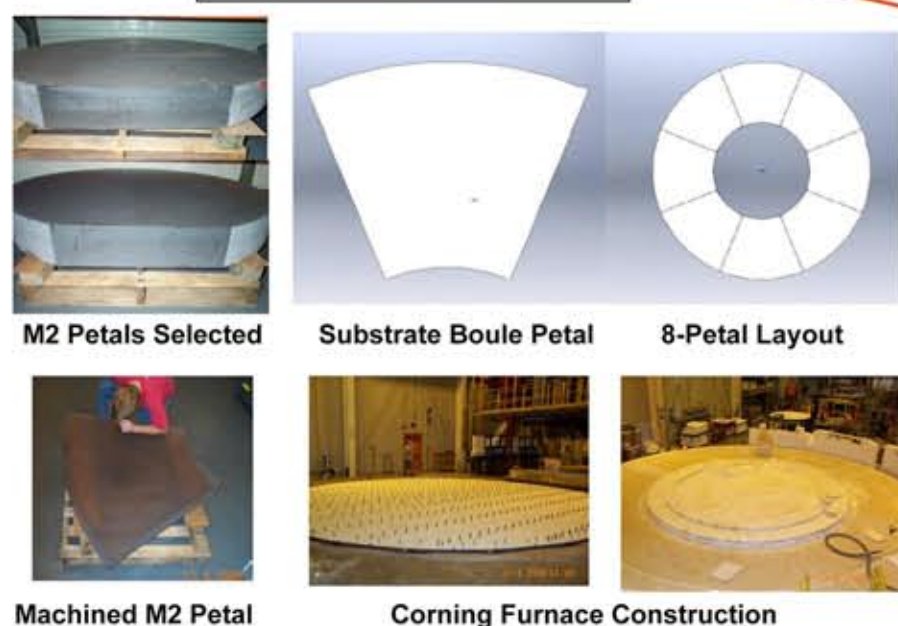 M2 Petals Selected
Substrate Boule Petal
8-Petal Layout
Machined M2 Petal
Corning Furnace Construction